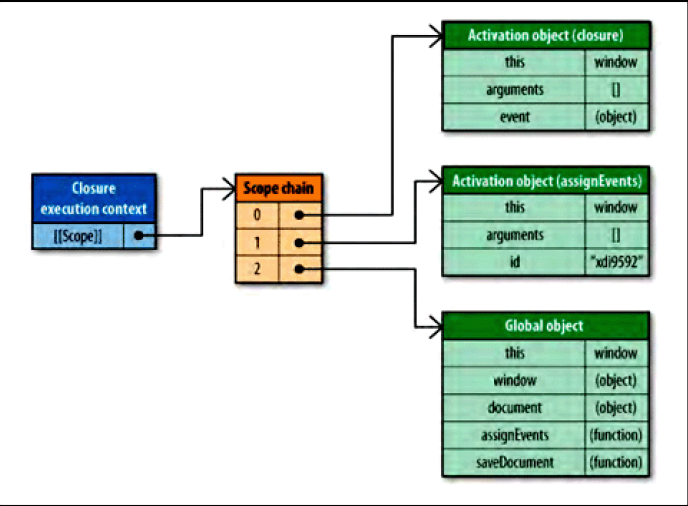 Activation object (closure)
this window
arguments []
event (object)
Closure
execution context
[[Scope]]
Scope chain
0
1
2
Activation object (assignEvents)
this window
arguments []
id "xdi9592"
Global object
this window
window (object)
document (object)
assignEvents (function)
saveDocument (function)